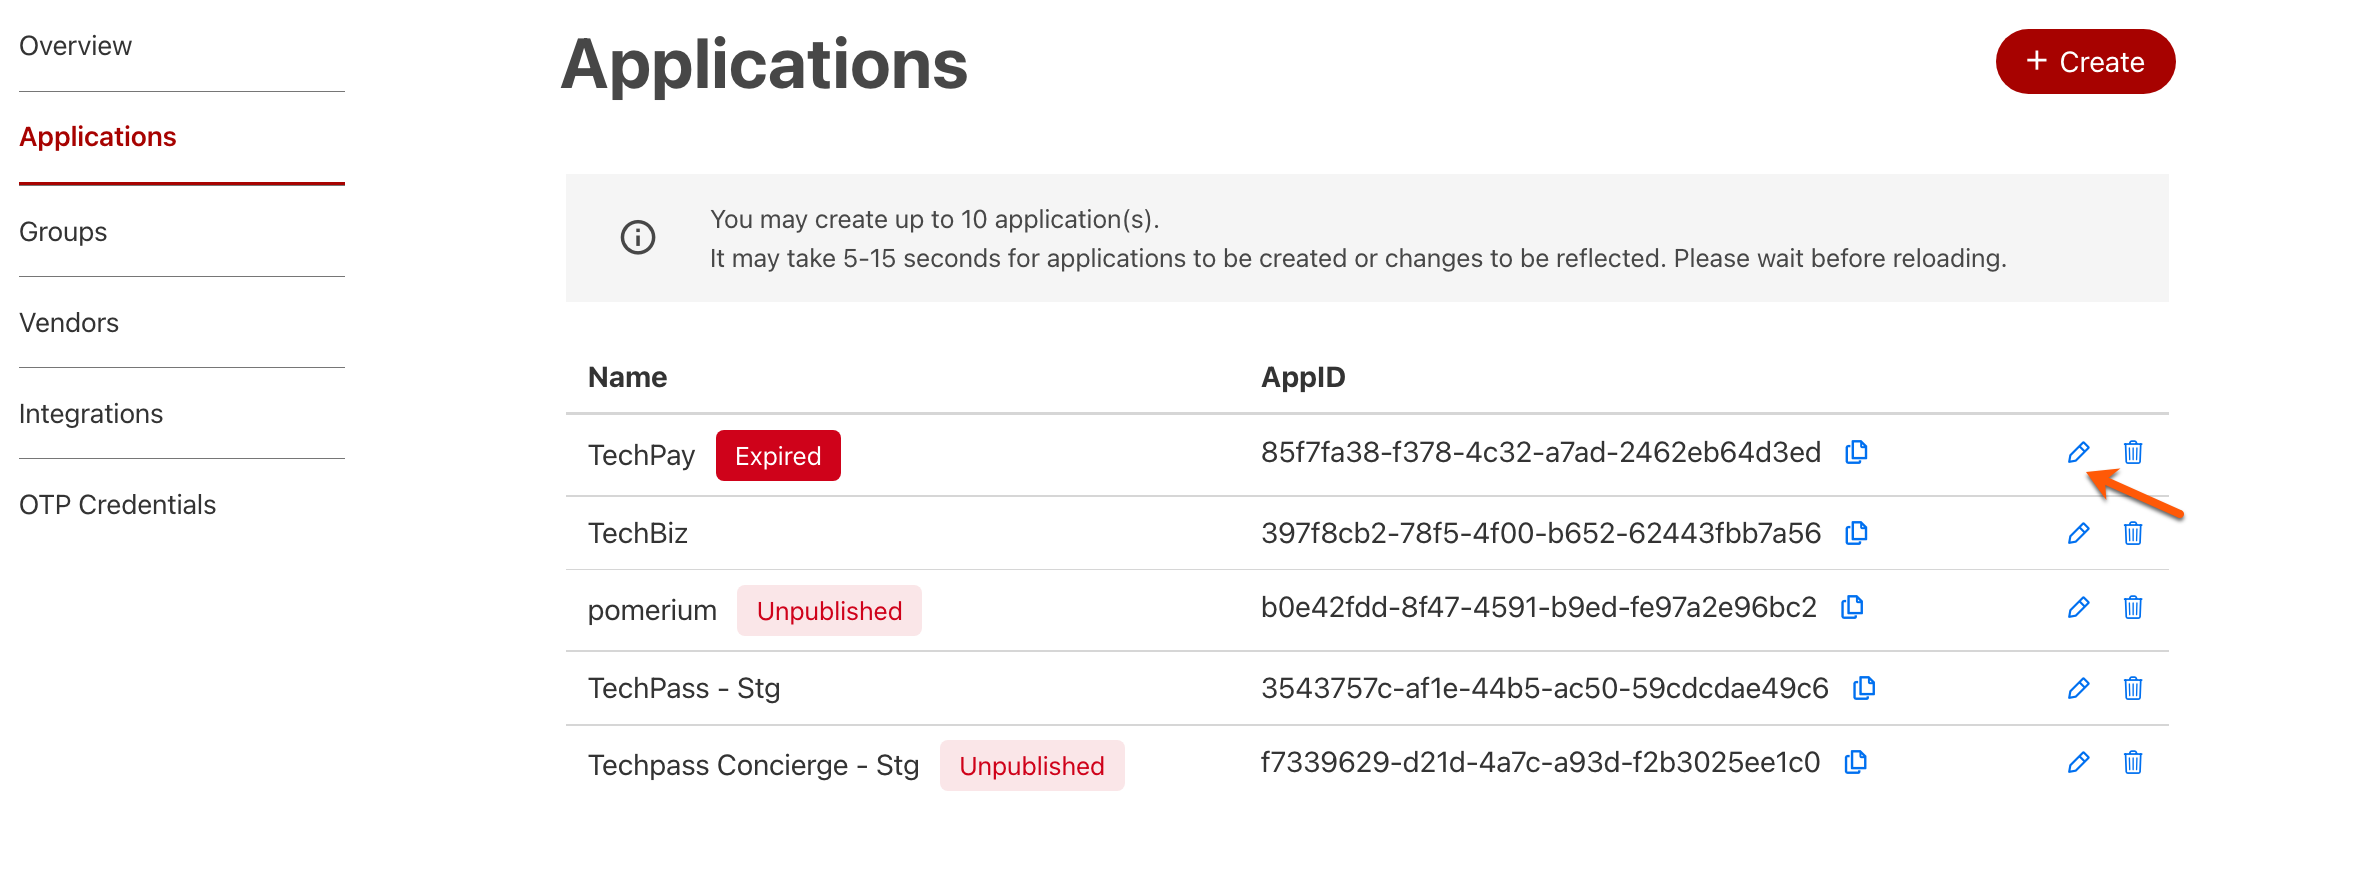 Overview
Applications
Groups
Vendors
Integrations
OTP Credentials
Applications
+ Create
You may create up to 10 application(s).
It may take 5-15 seconds for applications to be created or changes to be reflected. Please wait before reloading.
Name AppID
TechPay Expired 85f7fa38-f378-4c32-a7ad-2462eb64d3ed
TechBiz 397f8cb2-78f5-4f00-b652-62443fbb7a56
pomerium Unpublished b0e42fdd-8f47-4591-b9ed-fe97a2e96bc2
TechPass - Stg 3543757c-af1e-44b5-ac50-59cdcdae49c6
Techpass Concierge - Stg Unpublished f7339629-d21d-4a7c-a93d-f2b3025ee1c0